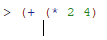 > (+ (* 2 4)